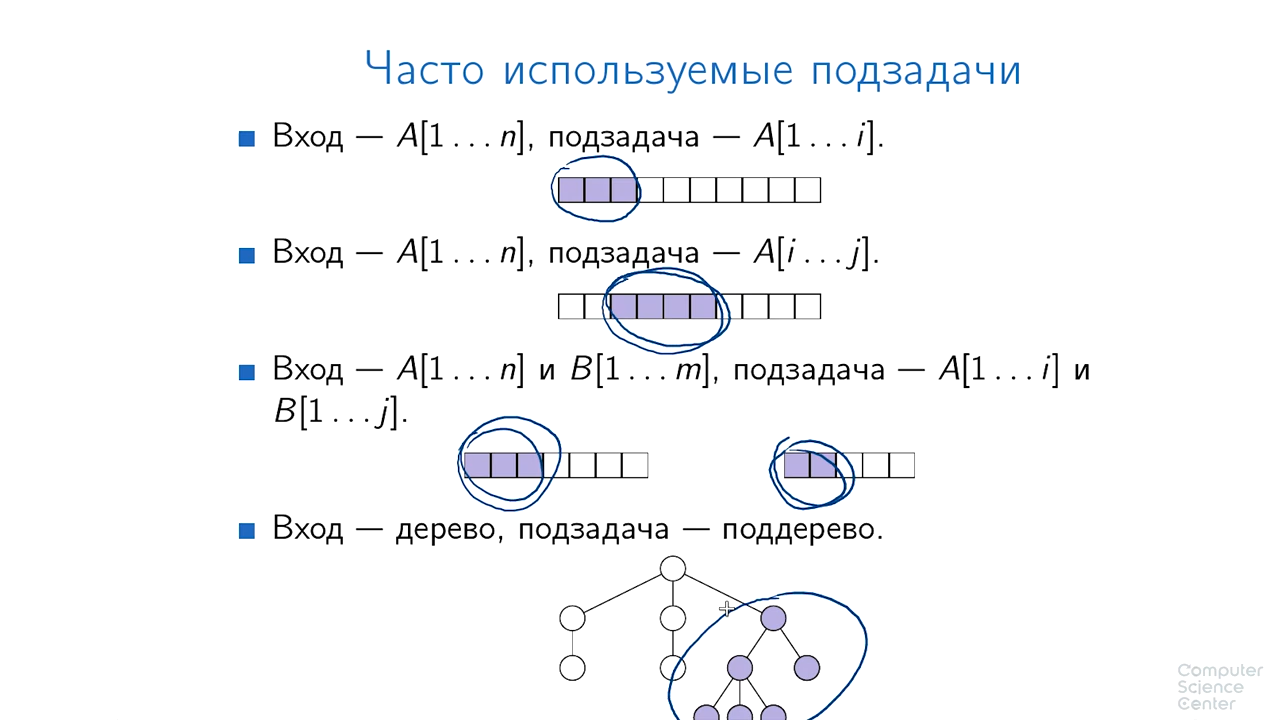 Часто используемые подзадачи
Вход — A[1 . . . n], подзадача — A[1 . . . i].
Вход — A[1 . . . n], подзадача — A[i . . . j].
Вход — A[1 . . . n] и B[1 . . . m], подзадача — A[1 . . . i] и
B[1 . . . j].
Вход — дерево, подзадача — поддерево.
Computer
Science
Center